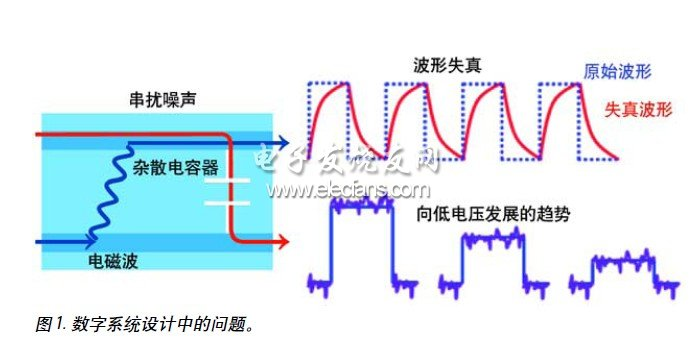 波形失真
原始波形
失真波形
串扰噪声
杂散电容器
电磁波
电子发烧友网
www.elecfans.com
向低电压发展的趋势
图1. 数字系统设计中的问题。